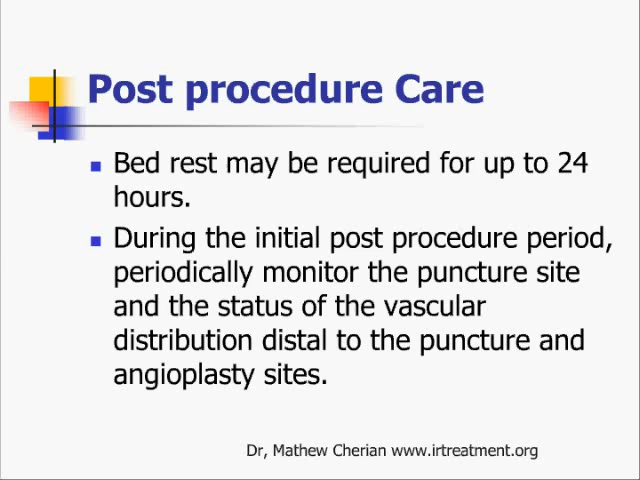 Post procedure Care
Bed rest may be required for up to 24
hours.
During the initial post procedure period,
periodically monitor the puncture site
and the status of the vascular
distribution distal to the puncture and
angioplasty sites.
Dr, Mathew Cherian www.irtreatment.org